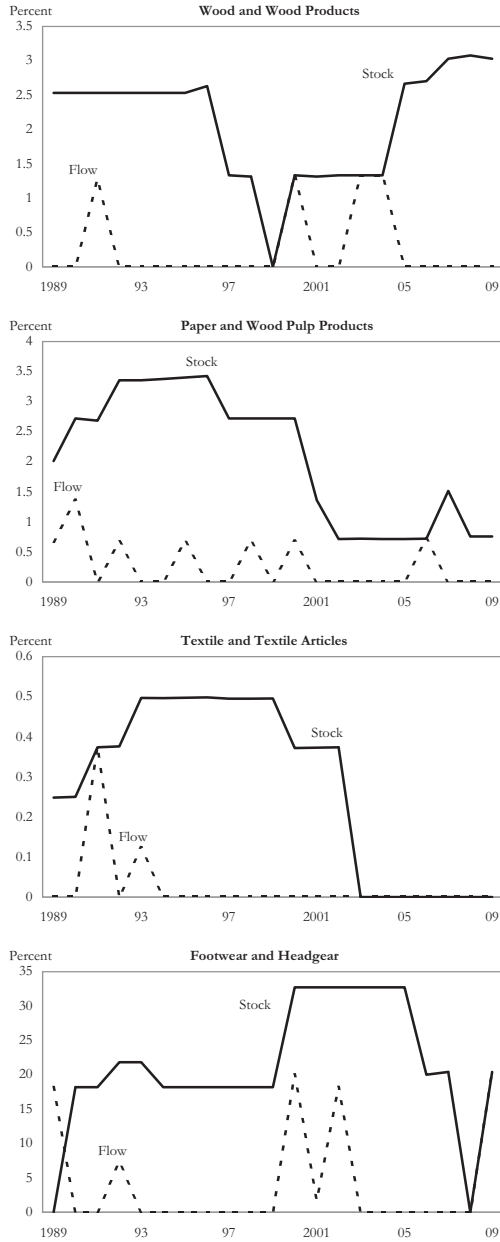 Percent Wood and Wood Products
3.5
3
Stock
2.5
2
1.5
Flow
1
0.5
0
1989 93 97 2001 05 09
Percent Paper and Wood Pulp Products
4
Stock
3.5
3
2.5
2
Flow
1.5
1
0.5
0
1989 93 97 2001 05 09
Percent Textile and Textile Articles
0.6
0.5
Stock
0.4
0.3
0.2
Flow
0.1
0
1989 93 97 2001 05 09
Percent Footwear and Headgear
35
Stock
30
25
20
15
10
Flow
5
0
1989 93 97 2001 05 09